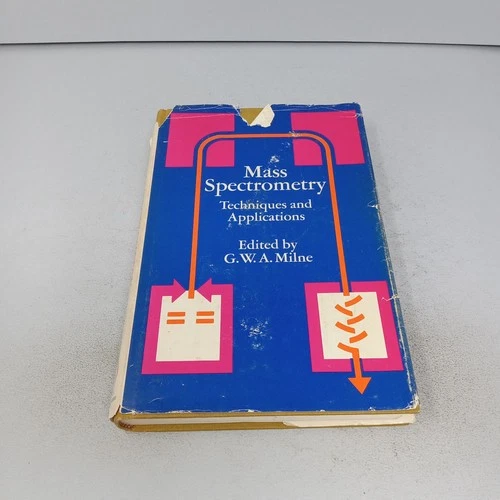 Mass
Spectrometry
Techniques and
Applications
Edited by
G.W.A. Milne